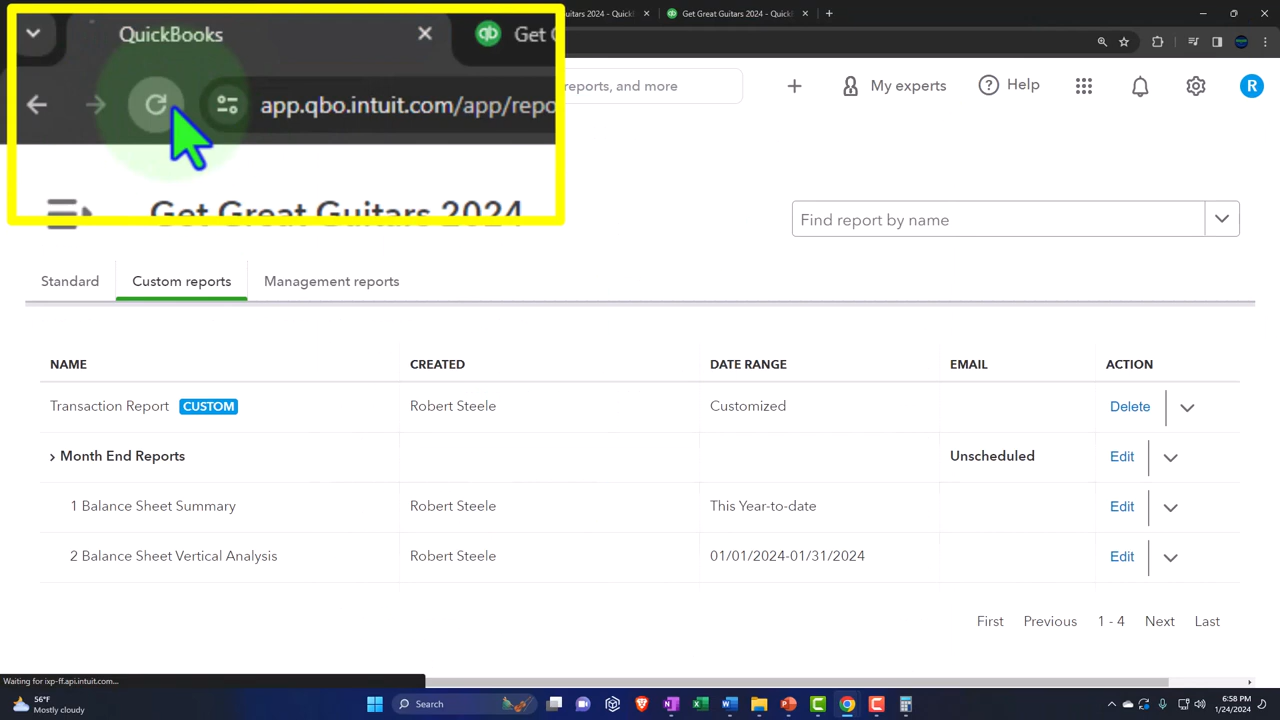 QuickBooks
Get G
uitars 2024 - Quickb
Get Great Guitars 2024 - Quickb
app.qbo.intuit.com/app/repo
reports, and more
My experts
Help
R
Get Great Guitars 2024
Find report by name
Standard
Custom reports
Management reports
NAME CREATED DATE RANGE EMAIL ACTION
Transaction Report CUSTOM Robert Steele Customized Delete
Month End Reports Unscheduled Edit
1 Balance Sheet Summary Robert Steele This Year-to-date Edit
2 Balance Sheet Vertical Analysis Robert Steele 01/01/2024-01/31/2024 Edit
First Previous 1 - 4 Next Last
Waiting for ixp-ff.api.intuit.com...
56°F
Mostly cloudy
Search
6:58 PM
1/24/2024